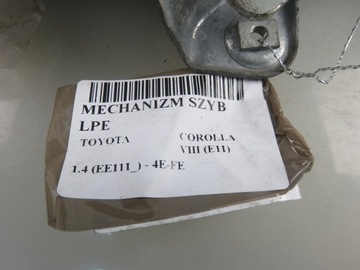 MECHANIZM SZYB
LPE
TOYOTA COROLLA
VIII (E11)
1.4 (EE111_) - 4E-FE